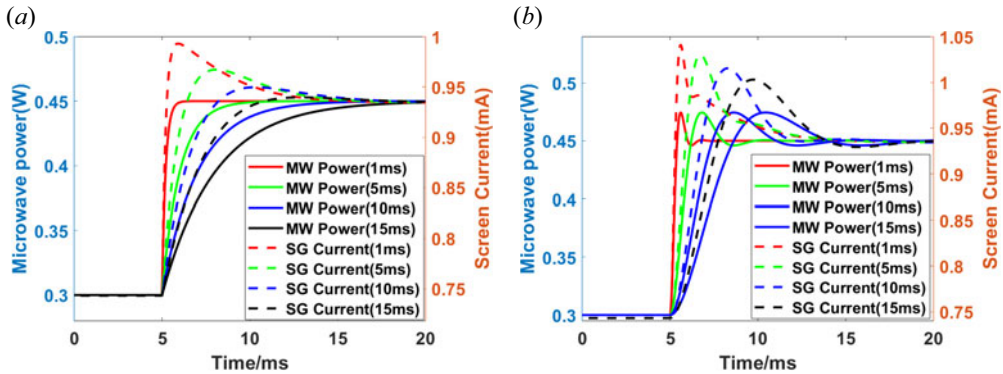 (a)
0.5
0.45
0.4
0.35
0.3
Microwave power(W)
1
0.95
0.9
0.85
0.8
0.75
Screen Current(mA)
MW Power(1ms)
MW Power(5ms)
MW Power(10ms)
MW Power(15ms)
SG Current(1ms)
SG Current(5ms)
SG Current(10ms)
SG Current(15ms)
0 5 10 15 20
Time/ms
(b)
0.5
0.45
0.4
0.35
0.3
Microwave power(W)
1.05
1
0.95
0.9
0.85
0.8
0.75
Screen Current(mA)
MW Power(1ms)
MW Power(5ms)
MW Power(10ms)
MW Power(15ms)
SG Current(1ms)
SG Current(5ms)
SG Current(10ms)
SG Current(15ms)
0 5 10 15 20
Time/ms